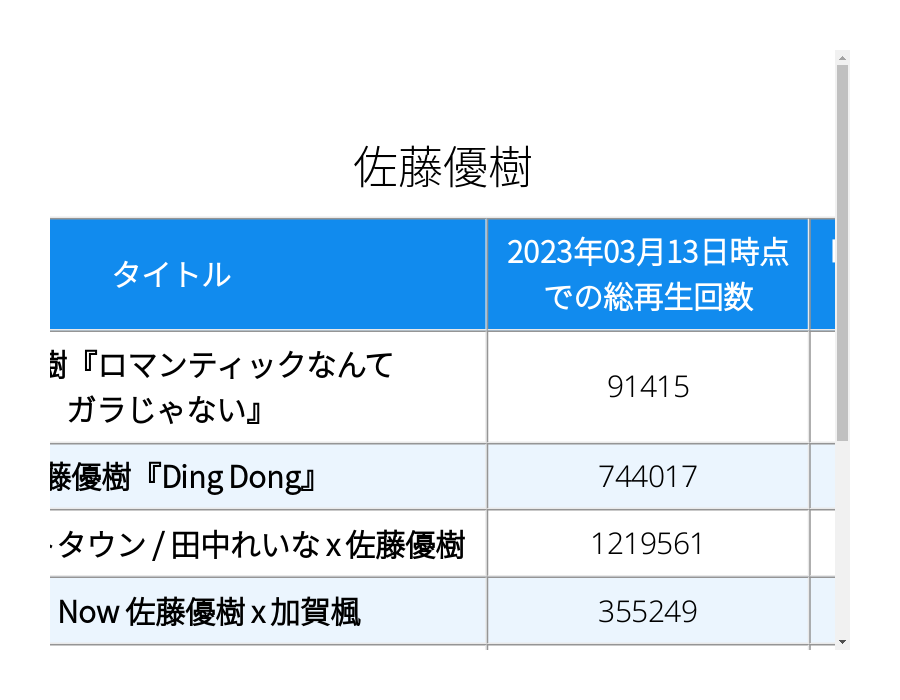 佐藤優樹
タイトル
2023年03月13日時点
での総再生回数
樹『ロマンティックなんて
ガラじゃない』
91415
藤優樹『Ding Dong』
744017
タウン / 田中れいな x 佐藤優樹
1219561
Now 佐藤優樹 x 加賀楓
355249